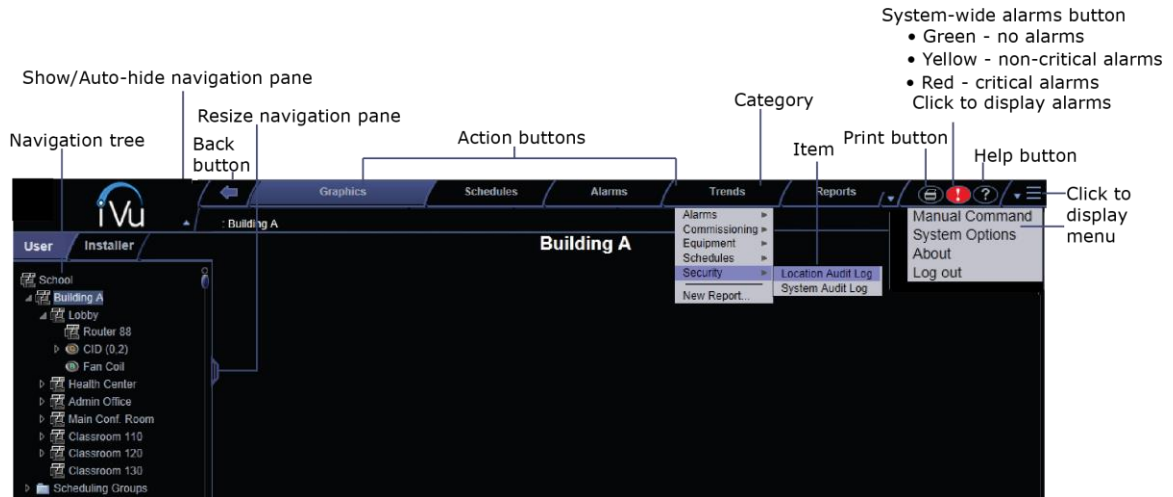 System-wide alarms button
• Green - no alarms
• Yellow - non-critical alarms
• Red - critical alarms
Click to display alarms
Show/Auto-hide navigation pane
Resize navigation pane
Category
Navigation tree
Back button
Action buttons
Item
Print button
Help button
Click to display menu
iVu
Graphics
Schedules
Alarms
Trends
Reports
!
?
: Building A
Building A
User
Installer
Alarms
Commissioning
Equipment
Schedules
Security
New Report...
Location Audit Log
System Audit Log
Manual Command
System Options
About
Log out
School
Building A
Lobby
Router 88
CID (0,2)
Fan Coil
Health Center
Admin Office
Main Conf. Room
Classroom 110
Classroom 120
Classroom 130
Scheduling Groups